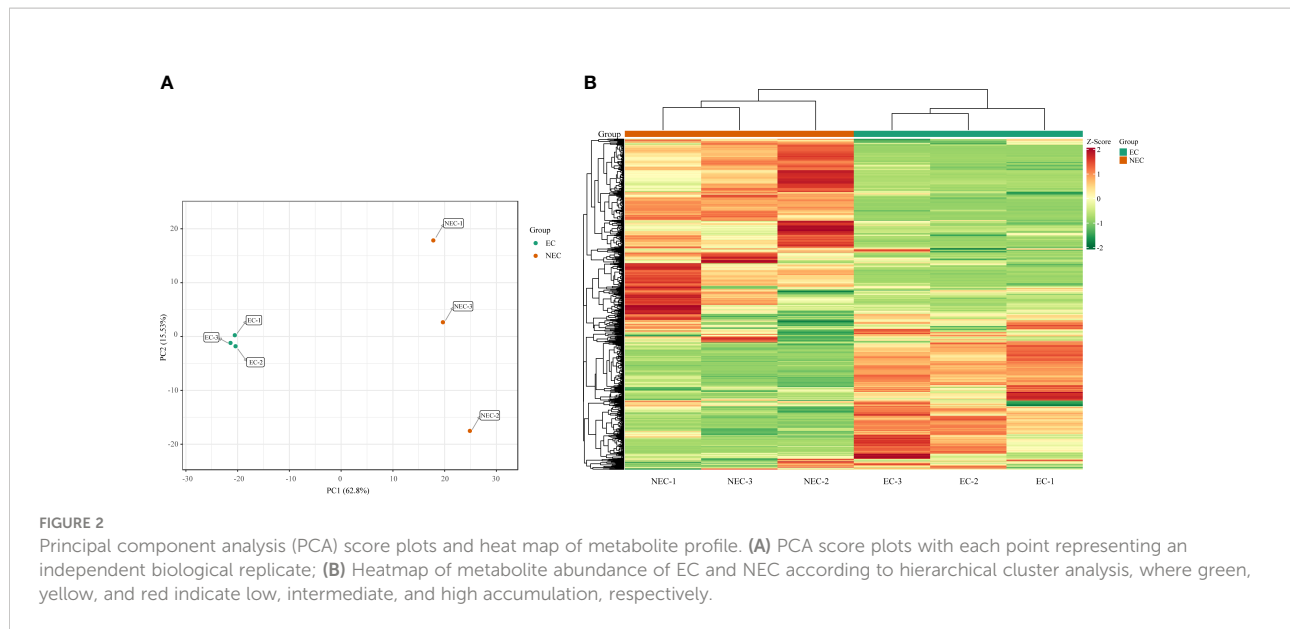 A
B
Group
Z-Score
2
1
0
-1
-2
Group
EC
NEC
20
10
0
-10
-20
PC2 (15.53%)
NEC-1
NEC-3
NEC-2
EC-1
EC-3
EC-2
Group
EC
NEC
-30
-20
-10
0
10
20
30
PC1 (62.8%)
NEC-1
NEC-3
NEC-2
EC-3
EC-2
EC-1
FIGURE 2
Principal component analysis (PCA) score plots and heat map of metabolite profile. (A) PCA score plots with each point representing an
independent biological replicate; (B) Heatmap of metabolite abundance of EC and NEC according to hierarchical cluster analysis, where green,
yellow, and red indicate low, intermediate, and high accumulation, respectively.